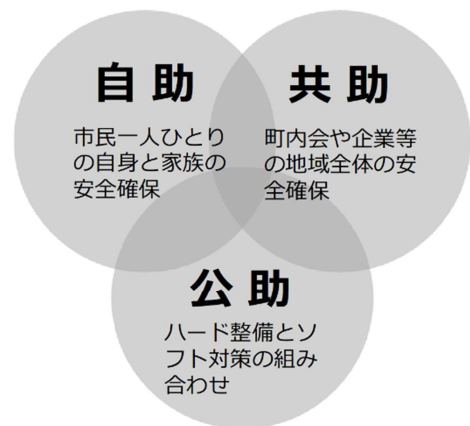 自助
市民一人ひとり
の自身と家族の
安全確保
共助
町内会や企業等
の地域全体の安
全確保
公助
ハード整備とソ
フト対策の組み
合わせ